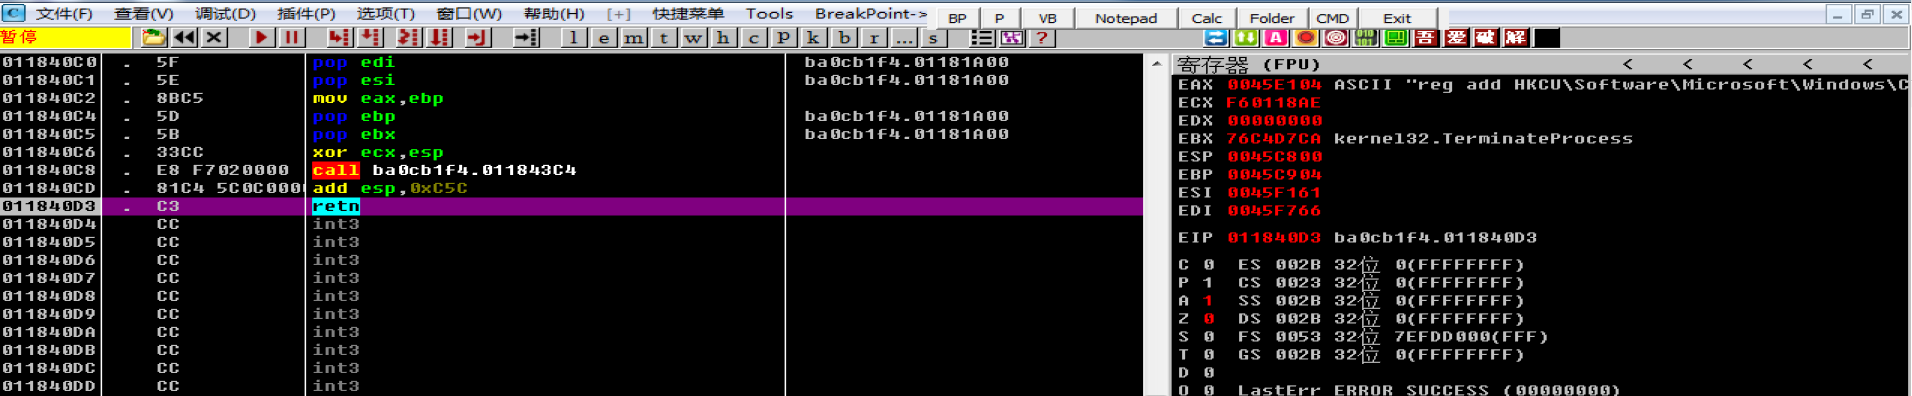 文件(F) 查看(V) 调试(D) 插件(P) 选项(T) 窗口(W) 帮助(H) [+] 快捷菜单 Tools BreakPoint-> BP P VB Notepad Calc Folder CMD Exit
暂停 l e m t w h c p k b r ... s ? A 吾 爱 破 解
寄存器 (FPU) < < < < <
011840C0 . 5F pop edi ba0cb1f4.01181A00
011840C1 . 5E pop esi ba0cb1f4.01181A00
011840C2 . 8BC5 mov eax,ebp
011840C4 . 5D pop ebp ba0cb1f4.01181A00
011840C5 . 5B pop ebx ba0cb1f4.01181A00
011840C6 . 33CC xor ecx,esp
011840C8 . E8 F7020000 call ba0cb1f4.011843C4
011840CD . 81C4 5C0C000 add esp,0xC5C
011840D3 . C3 retn
011840D4 CC int3
011840D5 CC int3
011840D6 CC int3
011840D7 CC int3
011840D8 CC int3
011840D9 CC int3
011840DA CC int3
011840DB CC int3
011840DC CC int3
011840DD CC int3
EAX 0045E104 ASCII "reg add HKCU\Software\Microsoft\Windows\C
ECX F60118AE
EDX 00000000
EBX 76C4D7CA kernel32.TerminateProcess
ESP 0045C800
EBP 0045C904
ESI 0045F161
EDI 0045F766
EIP 011840D3 ba0cb1f4.011840D3
C 0 ES 002B 32位 0(FFFFFFFF)
P 1 CS 0023 32位 0(FFFFFFFF)
A 1 SS 002B 32位 0(FFFFFFFF)
Z 0 DS 002B 32位 0(FFFFFFFF)
S 0 FS 0053 32位 7EFDD000(FFF)
T 0 GS 002B 32位 0(FFFFFFFF)
D 0
O 0 LastErr ERROR_SUCCESS (00000000)